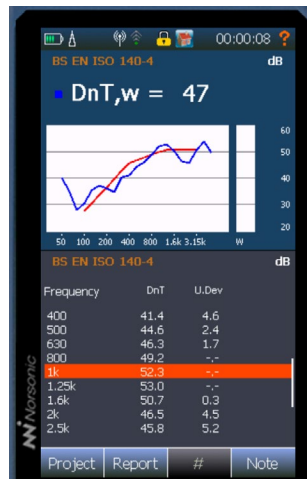 00:00:08 ?
BS EN ISO 140-4 dB
DnT,w = 47
60
50
40
30
20
50 100 200 400 800 1.6k 3.15k W
BS EN ISO 140-4 dB
Frequency DnT U.Dev
400 41.4 4.6
500 44.6 2.4
630 46.3 1.7
800 49.2 -.-
1k 52.3 -.-
1.25k 53.0 -.-
1.6k 50.7 0.3
2k 46.5 4.5
2.5k 45.8 5.2
Project Report # Note
Norsonic